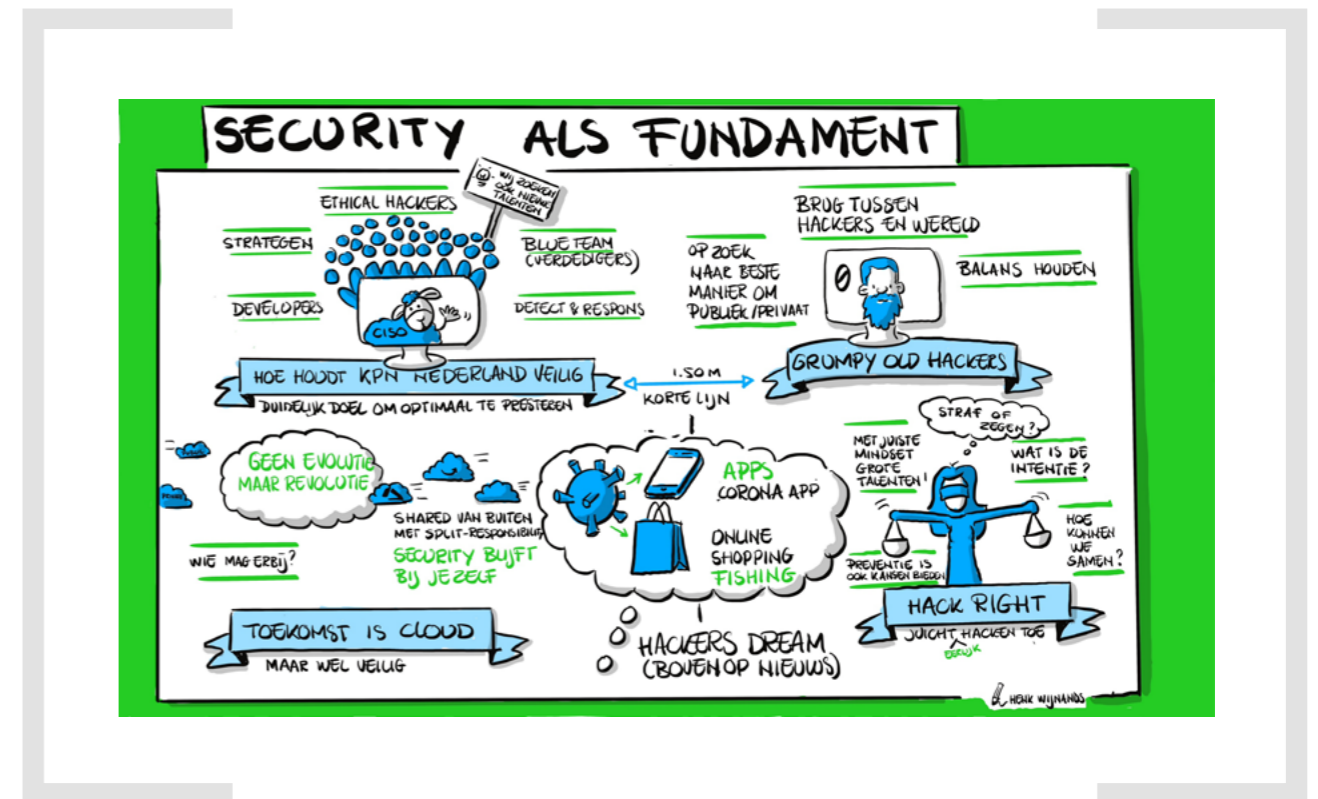 SECURITY ALS FUNDAMENT
WIJ ZOEKEN
OOK NIEUWE
TALENTEN
ETHICAL HACKERS
STRATEGEN
BLUE TEAM
(VERDEDIGERS)
DEVELOPERS
DETECT & RESPONS
CISO
HOE HOUDT KPN NEDERLAND VEILIG
DUIDELIJK DOEL OM OPTIMAAL TE PRESTEREN
1.50 M
KORTE LIJN
BRUG TUSSEN
HACKERS EN WERELD
OP ZOEK
NAAR BESTE
MANIER OM
PUBLIEK/PRIVAAT
BALANS HOUDEN
GRUMPY OLD HACKERS
GEEN EVOLUTIE
MAAR REVOLUTIE
SHARED VAN BUITEN
MET SPLIT-RESPONSIBILITY
SECURITY BLIJFT
BIJ JEZELF
WIE MAG ERBIJ?
TOEKOMST IS CLOUD
MAAR WEL VEILIG
APPS
CORONA APP
ONLINE
SHOPPING
FISHING
HACKERS DREAM
(BOVENOP NIEUWS)
STRAF OF
ZEGEN?
MET JUISTE
MINDSET
GROTE
TALENTEN!
WAT IS DE
INTENTIE?
HOE
KUNNEN
WE
SAMEN?
PREVENTIE IS
OOK KANSEN BIEDEN
HACK RIGHT
JUICHT HACKEN TOE
EERLIJK
HENK WIJNANDS